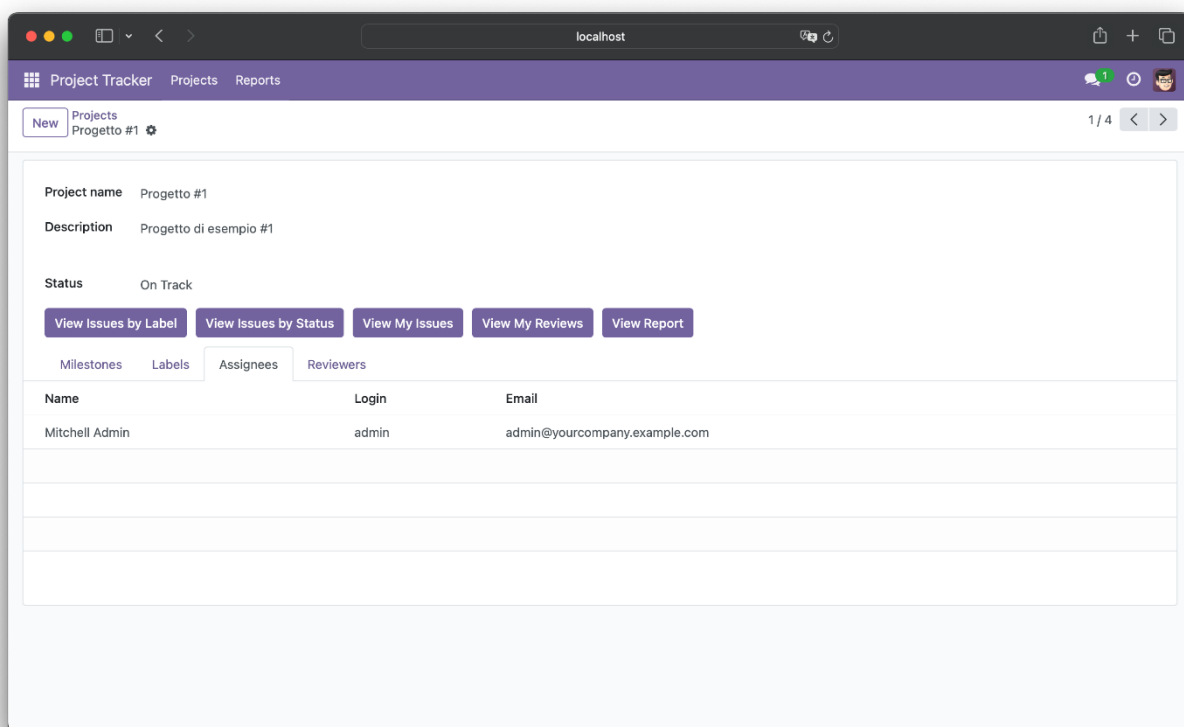 localhost
Project Tracker Projects Reports 1
New Projects 1 / 4
Progetto #1
Project name Progetto #1
Description Progetto di esempio #1
Status On Track
View Issues by Label View Issues by Status View My Issues View My Reviews View Report
Milestones Labels Assignees Reviewers
Name Login Email
Mitchell Admin admin admin@yourcompany.example.com